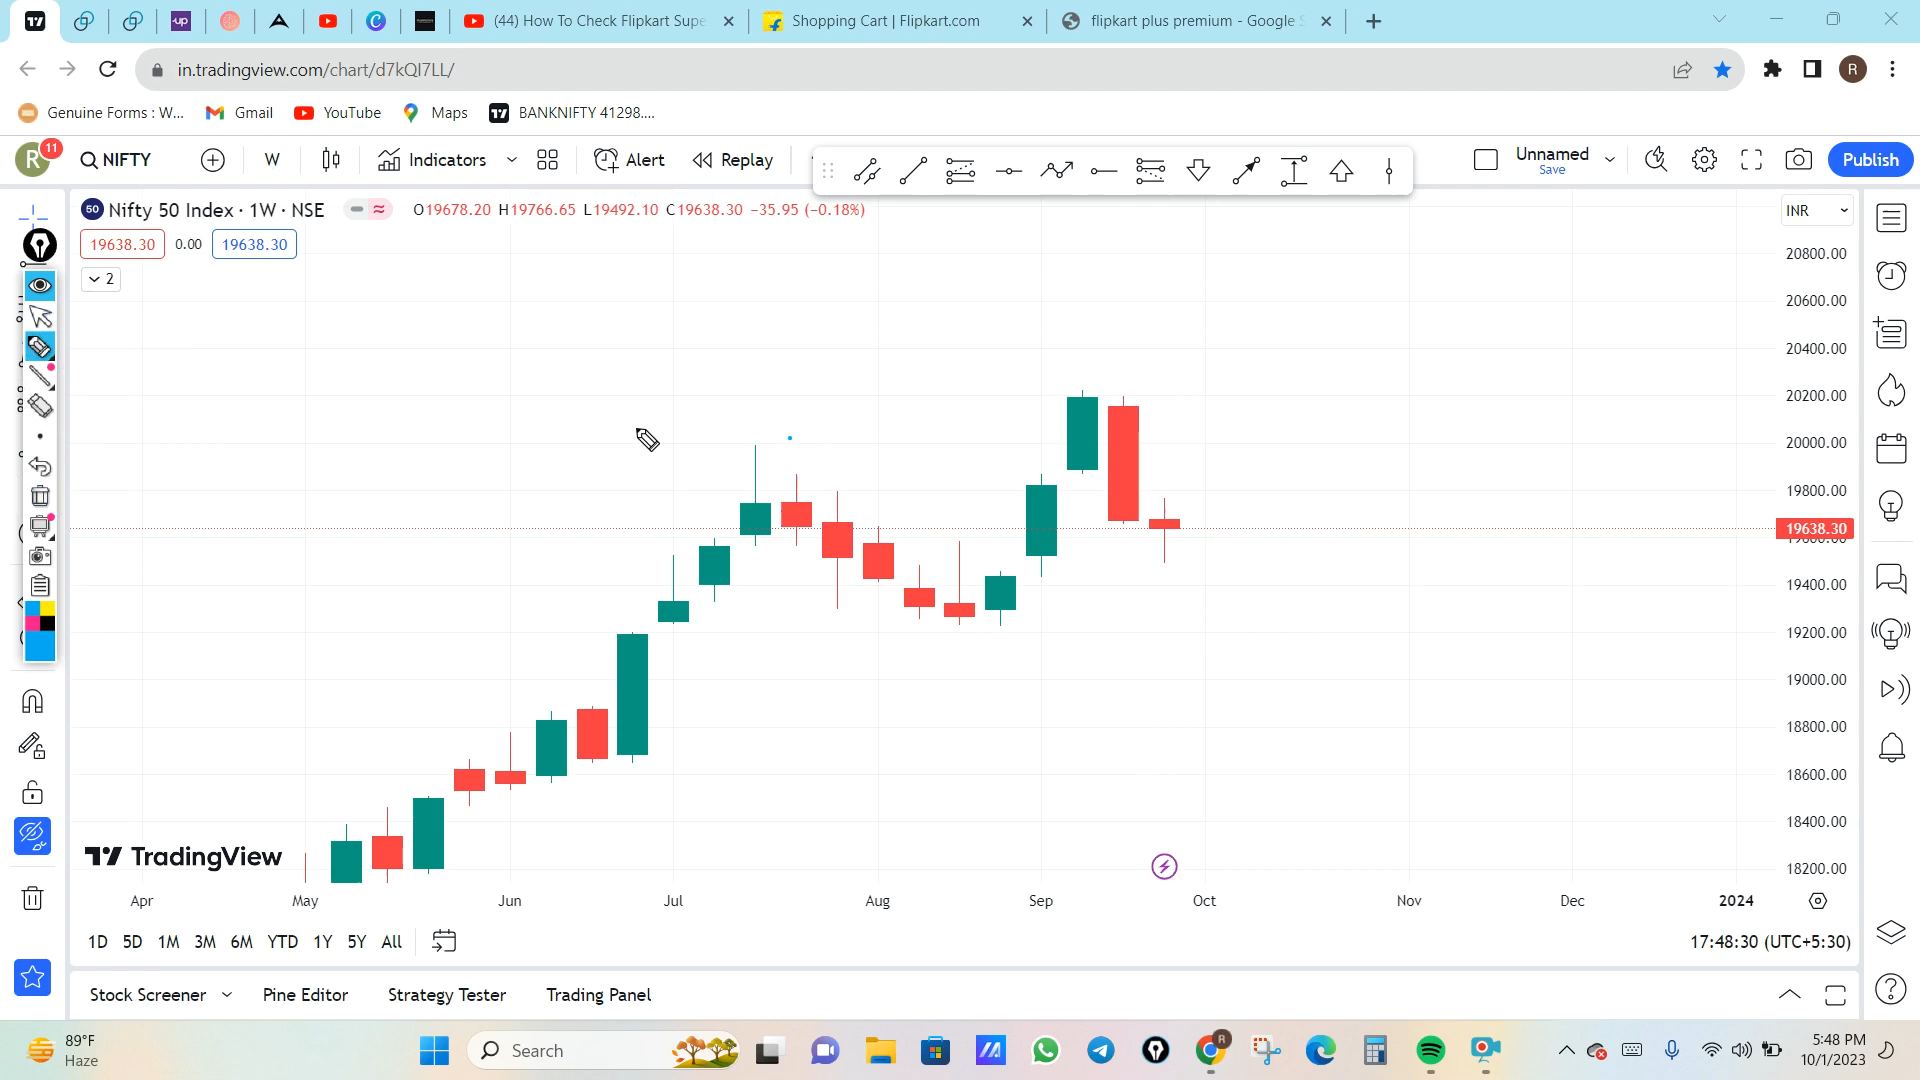 (44) How To Check Flipkart Supe
Shopping Cart | Flipkart.com
flipkart plus premium - Google S
in.tradingview.com/chart/d7kQI7LL/
R
Genuine Forms : W...
Gmail
YouTube
Maps
BANKNIFTY 41298....
R
11
NIFTY
W
Indicators
Alert
Replay
Unnamed
Save
Publish
50
Nifty 50 Index · 1W · NSE
O19678.20 H19766.65 L19492.10 C19638.30 −35.95 (−0.18%)
INR
19638.30
0.00
19638.30
2
20800.00
20600.00
20400.00
20200.00
20000.00
19800.00
19638.30
19600.00
19400.00
19200.00
19000.00
18800.00
18600.00
18400.00
18200.00
TradingView
Apr
May
Jun
Jul
Aug
Sep
Oct
Nov
Dec
2024
1D
5D
1M
3M
6M
YTD
1Y
5Y
All
17:48:30 (UTC+5:30)
Stock Screener
Pine Editor
Strategy Tester
Trading Panel
89°F
Haze
Search
R
5:48 PM
10/1/2023